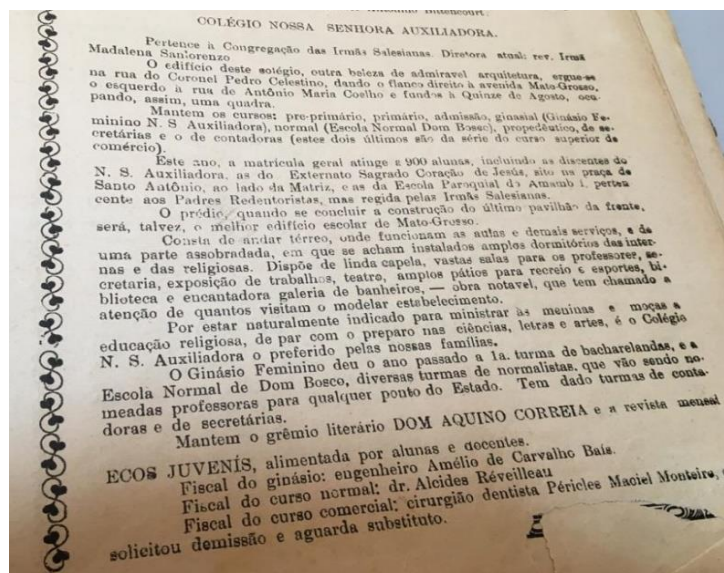 Bittencourt.
COLÉGIO NOSSA SENHORA AUXILIADORA.
Pertence à Congregação das Irmãs Salesianas. Diretora atual: rev. Irmã
Madalena Santorenzo
O edifício deste colégio, outra beleza de admiravel arquitetura, ergue-se
na rua do Coronel Pedro Celestino, dando o flanco direito à avenida Mato-Grosso,
o esquerdo à rua de Antônio Maria Coelho e fundos à Quinze de Agosto, ocu-
pando, assim, uma quadra.
Mantem os cursos: pre-primário, primário, admissão, ginasial (Ginásio Fe-
minino N. S Auxiliadora), normal (Escola Normal Dom Bosco), propedêutico, de se-
cretárias e o de contadoras (estes dois últimos são da série do curso superior de
comércio).
Este ano, a matrícula geral atinge a 900 alunas, incluindo as discentes do
N. S. Auxiliadora, as do Externato Sagrado Coração de Jesús, sito na praça de
Santo Antônio, ao lado da Matriz, e as da Escola Paroquial do perten
cente aos Padres Redentoristas, mas regida pelas Irmãs Salesianas.
O prédio, quando se concluir a construção do último pavilhão da frente,
será, talvez, o melhor edifício escolar de Mato-Grosso.
Consta de andar térreo, onde funcionam as aulas e demais serviços, e de
uma parte assobradada, em que se acham instalados amplos dormitórios das inter-
nas e das religiosas. Dispõe de linda capela, vastas salas para os professores, se-
cretaria, exposição de trabalhos, teatro, amplos pátios para recreio e esportes, bi-
blioteca e encantadora galeria de banheiros, — obra notavel, que tem chamado a
atenção de quantos visitam o modelar estabelecimento.
Por estar naturalmente indicado para ministrar às meninas e moças a
educação religiosa, de par com o preparo nas ciências, letras e artes, é o Colégio
N. S. Auxiliadora o preferido pelas nossas famílias.
O Ginásio Feminino deu o ano passado a 1a. turma de bacharelandas, e a
Escola Normal de Dom Bosco, diversas turmas de normalistas, que vão sendo no-
meadas professoras para qualquer ponto do Estado. Tem dado turmas de conta-
doras e de secretárias.
Mantem o grêmio literário DOM AQUINO CORREIA e a revista mensal
ECOS JUVENÍS, alimentada por alunas e docentes.
Fiscal do ginásio: engenheiro Amélio de Carvalho Baís.
Fiscal do curso normal: dr. Alcides Réveilleau
Fiscal do curso comercial: cirurgião dentista Péricles Maciel Monteiro,
solicitou demissão e aguarda substituto.